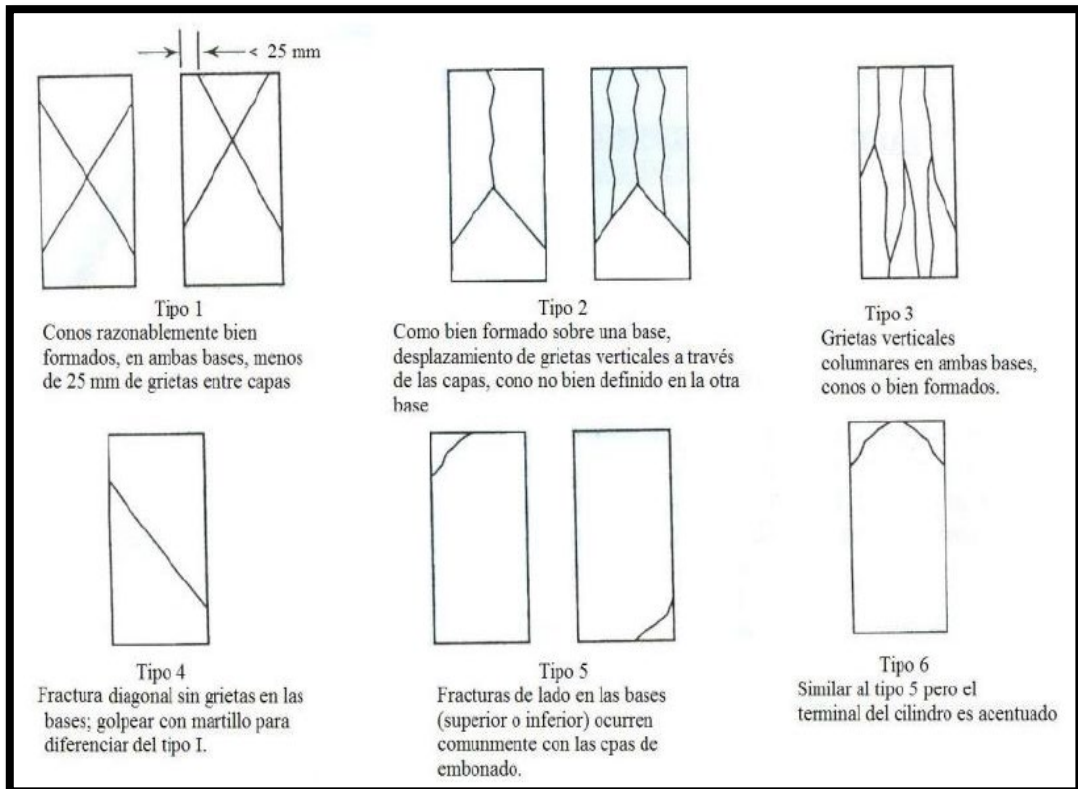 < 25 mm
Tipo 1
Conos razonablemente bien
formados, en ambas bases, menos
de 25 mm de grietas entre capas
Tipo 2
Como bien formado sobre una base,
desplazamiento de grietas verticales a través
de las capas, cono no bien definido en la otra
base
Tipo 3
Grietas verticales
columnares en ambas bases,
conos o bien formados.
Tipo 4
Fractura diagonal sin grietas en las
bases; golpear con martillo para
diferenciar del tipo I.
Tipo 5
Fracturas de lado en las bases
(superior o inferior) ocurren
comunmente con las cpas de
embonado.
Tipo 6
Similar al tipo 5 pero el
terminal del cilindro es acentuado